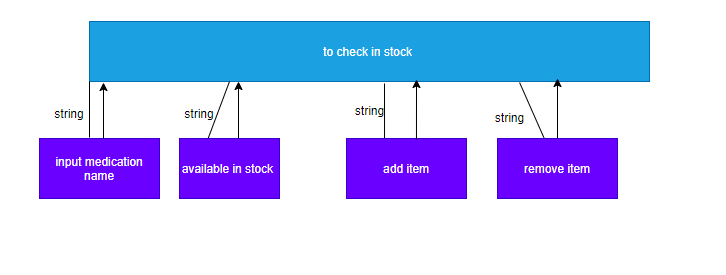 to check in stock
string
string
string
string
input medication
name
available in stock
add item
remove item